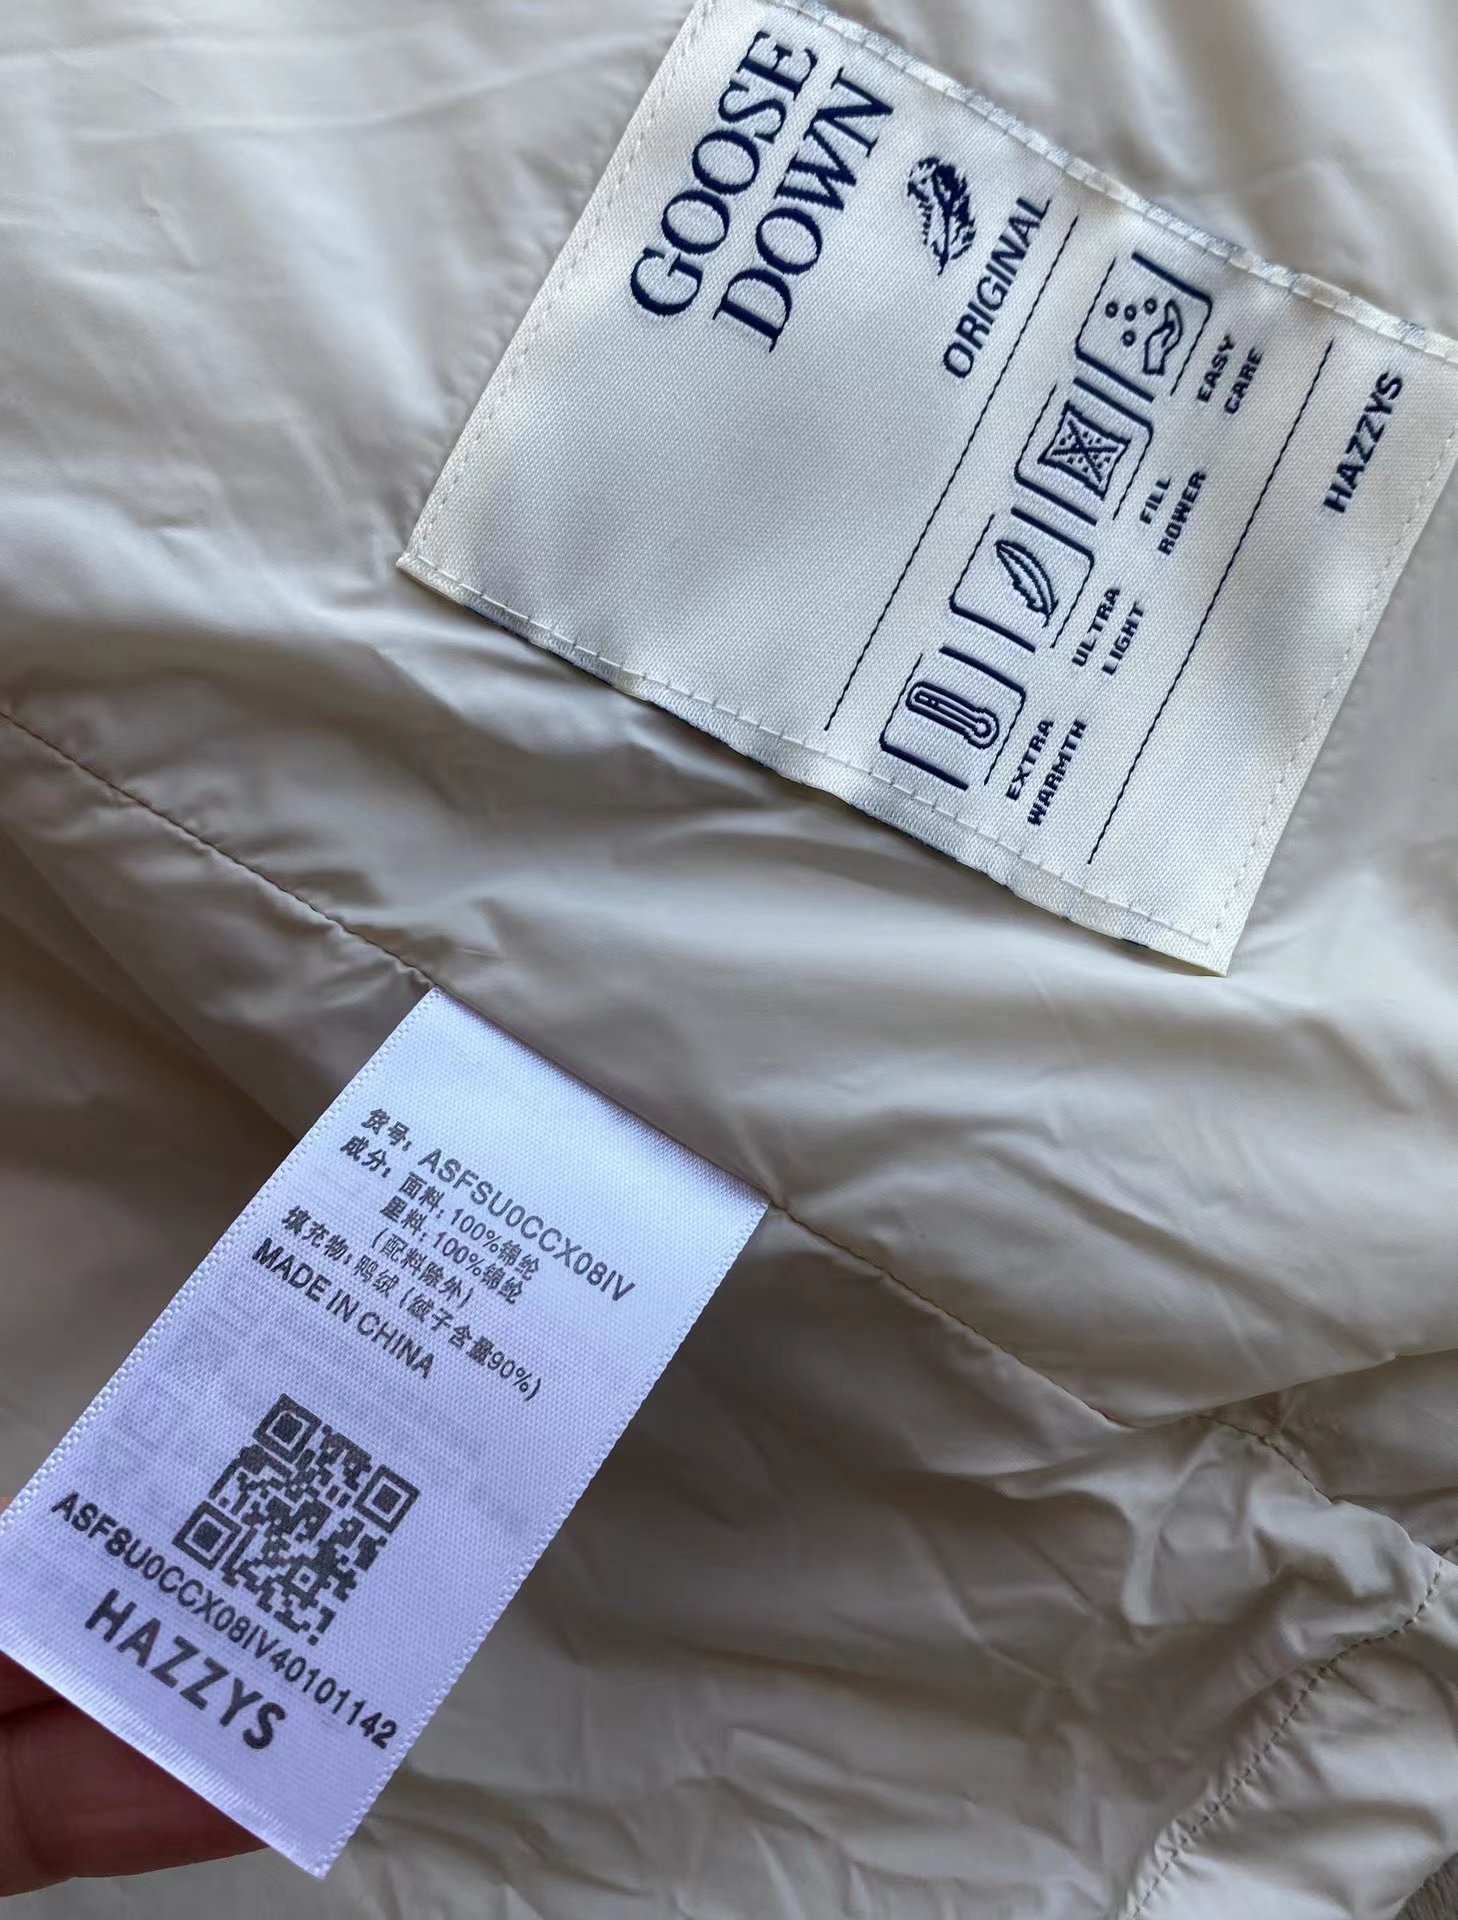 GOOSE
DOWN
ORIGINAL
EASY
CARE
FILL
ROWER
ULTRA
LIGHT
EXTRA
WARMTH
HAZZYS
货号: ASFSU0CCX08IV
成分: 面料: 100%锦纶
里料: 100%锦纶
(配料除外)
填充物: 鸭绒 (绒子含量90%)
MADE IN CHINA
ASFSU0CCX08IV40101142
HAZZYS